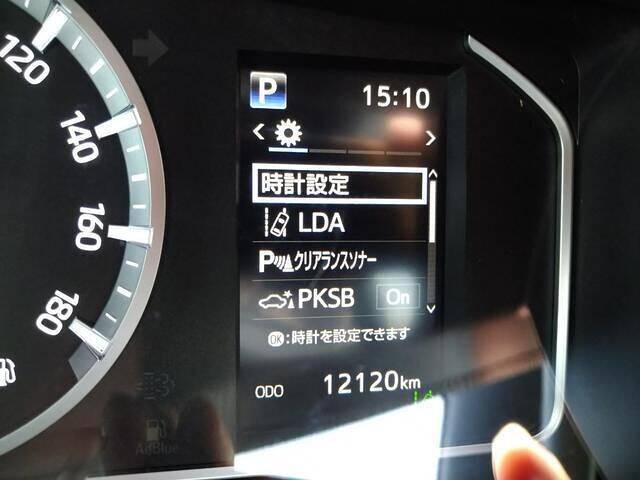 120
140
160
180
P
15:10
時計設定
LDA
P クリアランスソナー
PKSB On
OK:時計を設定できます
ODO 12120km
AdBlue